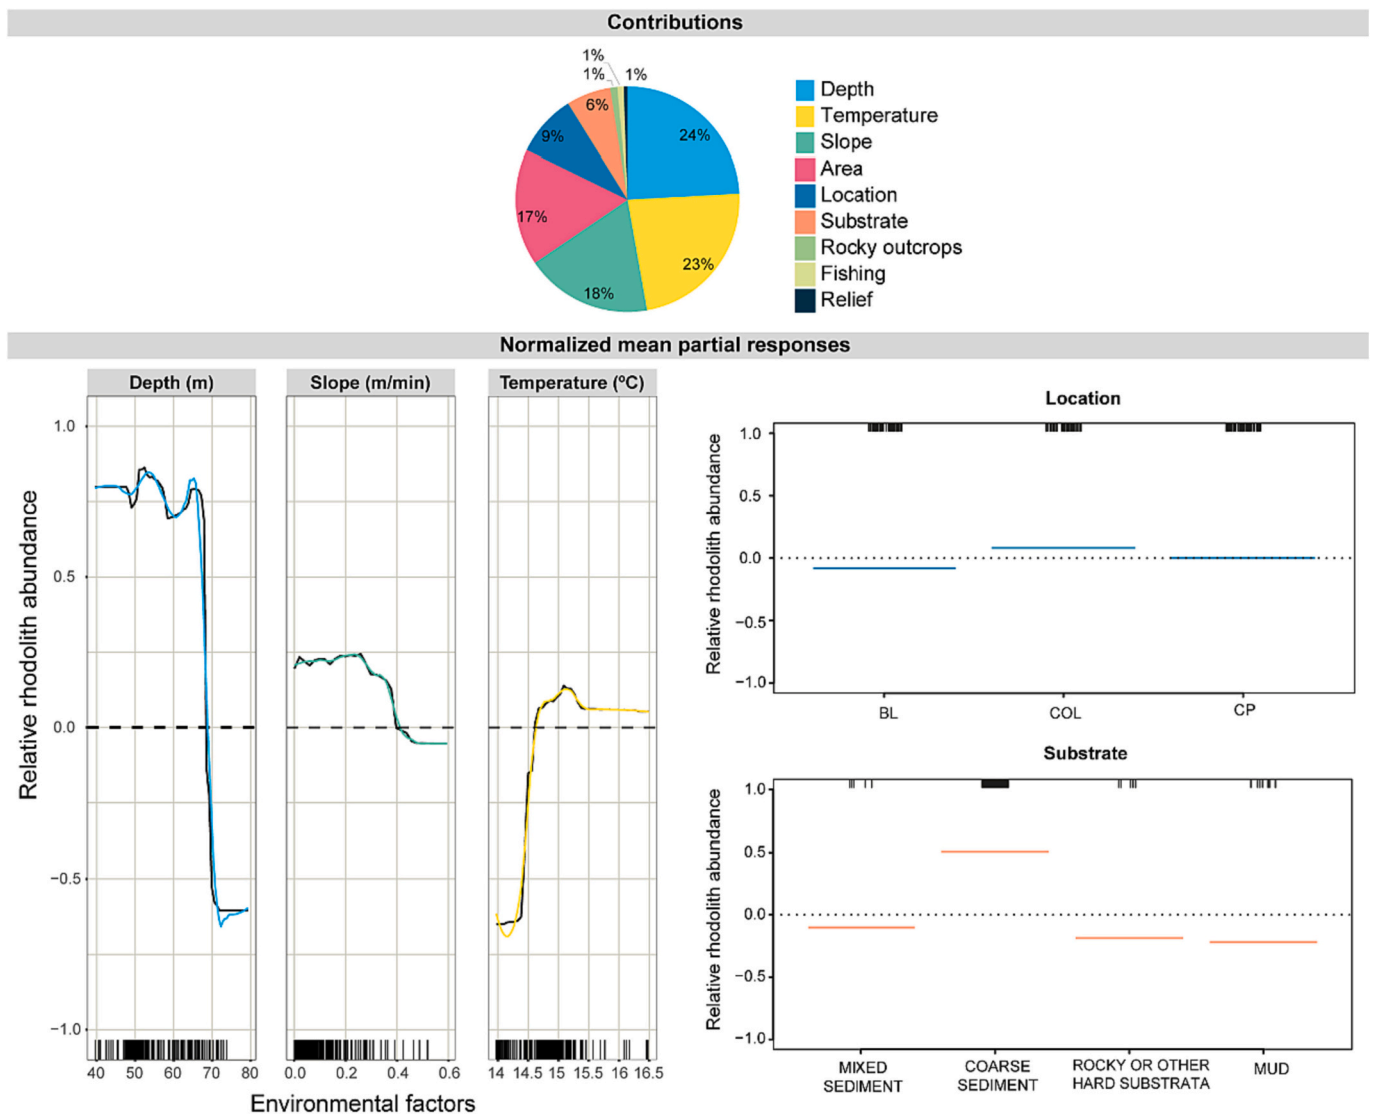 Contributions
1%
1%
1%
24%
23%
18%
17%
9%
6%
Depth
Temperature
Slope
Area
Location
Substrate
Rocky outcrops
Fishing
Relief
Normalized mean partial responses
Relative rhodolith abundance
Depth (m)
1.0
0.5
0.0
−0.5
−1.0
40 50 60 70 80
Slope (m/min)
0.0 0.2 0.4 0.6
Temperature (ºC)
14 14.5 15 15.5 16 16.5
Environmental factors
Location
Relative rhodolith abundance
1.0
0.5
0.0
−0.5
−1.0
BL COL CP
Substrate
Relative rhodolith abundance
1.0
0.5
0.0
−0.5
−1.0
MIXED
SEDIMENT
COARSE
SEDIMENT
ROCKY OR OTHER
HARD SUBSTRATA
MUD